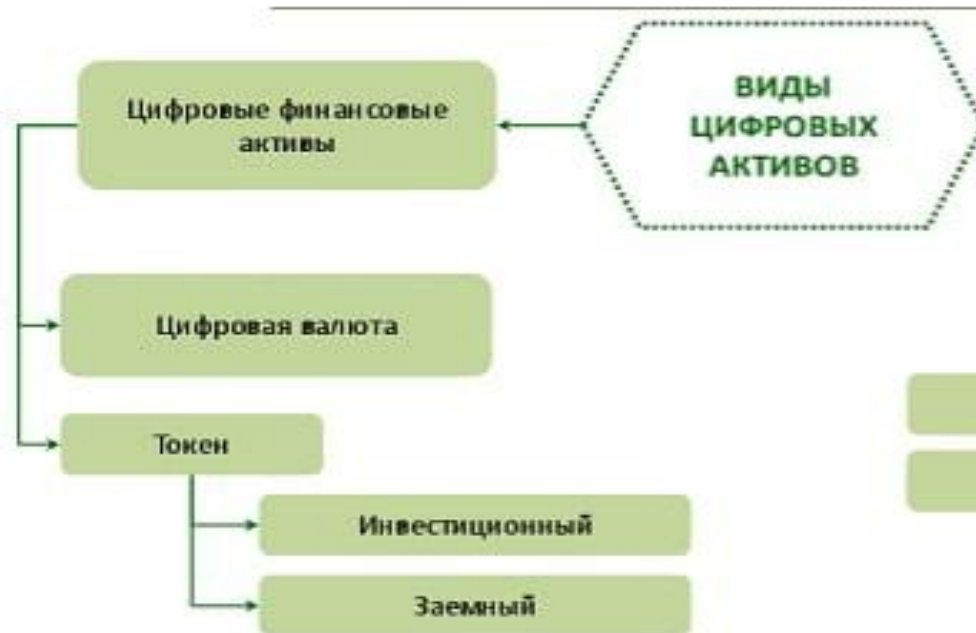 ВИДЫ
ЦИФРОВЫХ
АКТИВОВ
Цифровые финансовые
активы
Цифровая валюта
Токен
Инвестиционный
Заемный